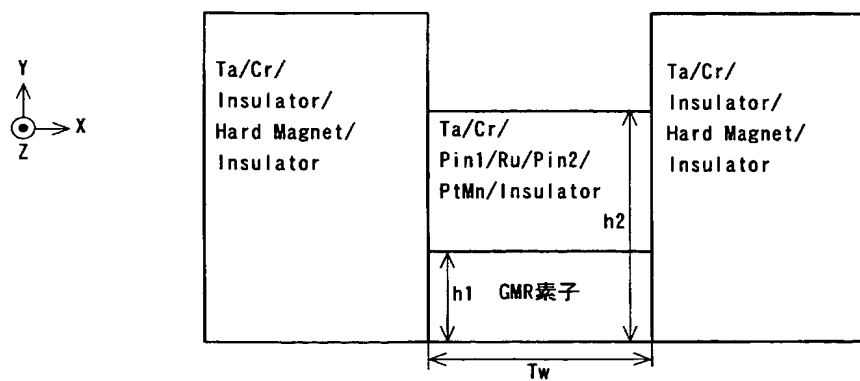 Y
X
Z
Ta/Cr/
Insulator/
Hard Magnet/
Insulator
Ta/Cr/
Pin1/Ru/Pin2/
PtMn/Insulator
h2
h1
GMR素子
Tw
Ta/Cr/
Insulator/
Hard Magnet/
Insulator